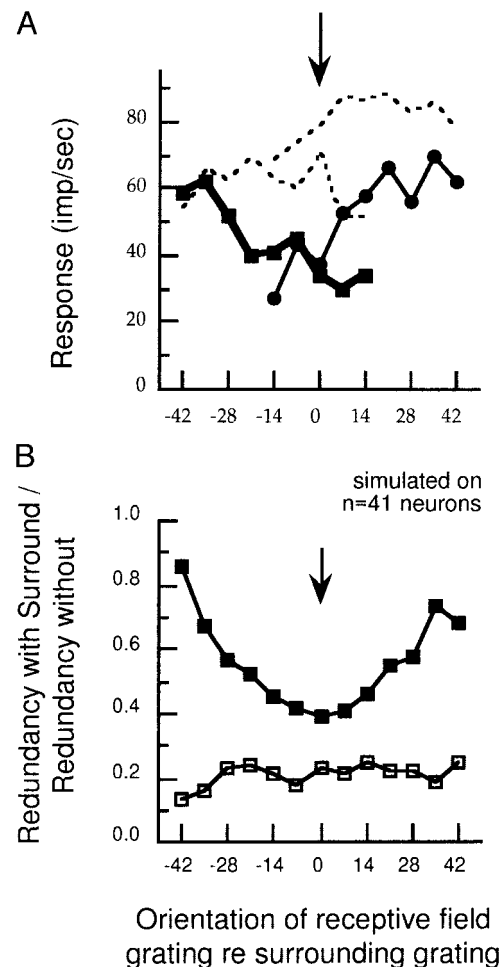 A
Response (imp/sec)
80
60
40
20
0
-42 -28 -14 0 14 28 42
B
simulated on
n=41 neurons
Redundancy with Surround /
Redundancy without
1.0
0.8
0.6
0.4
0.2
0.0
-42 -28 -14 0 14 28 42
Orientation of receptive field
grating re surrounding grating